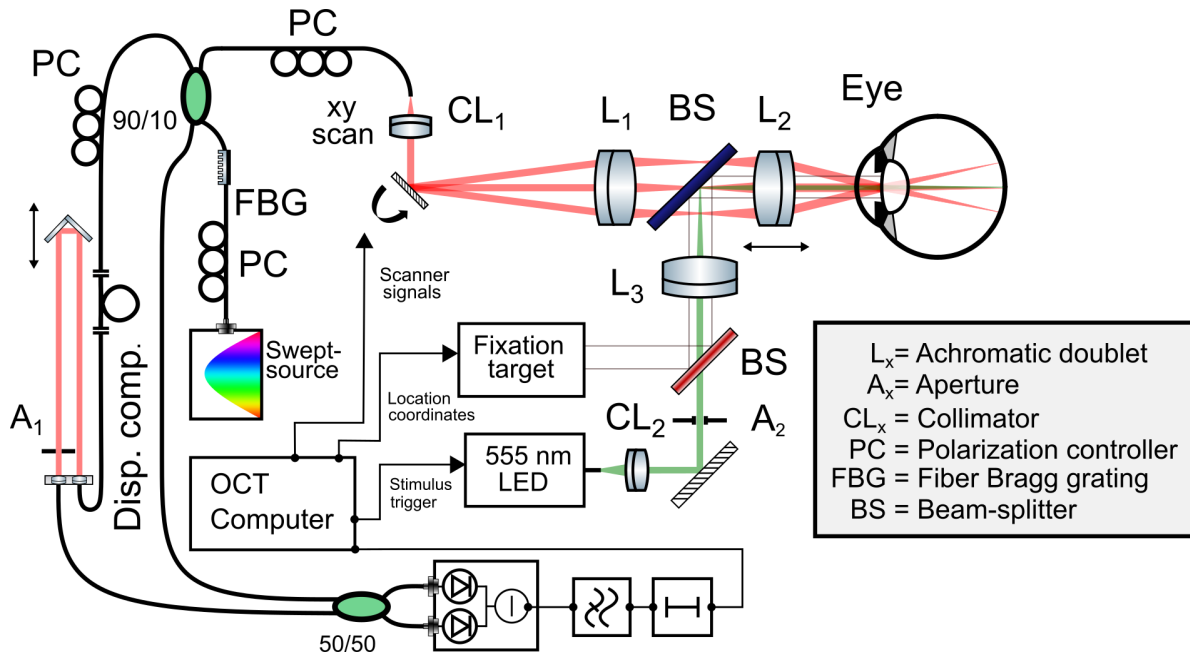 PC
PC
90/10
xy
scan
CL1
L1
BS
L2
Eye
FBG
PC
Scanner
signals
L3
Swept-
source
Fixation
target
BS
Location
coordinates
A1
Disp. comp.
CL2
A2
OCT
Computer
Stimulus
trigger
555 nm
LED
50/50
Lx= Achromatic doublet
Ax= Aperture
CLx = Collimator
PC = Polarization controller
FBG = Fiber Bragg grating
BS = Beam-splitter